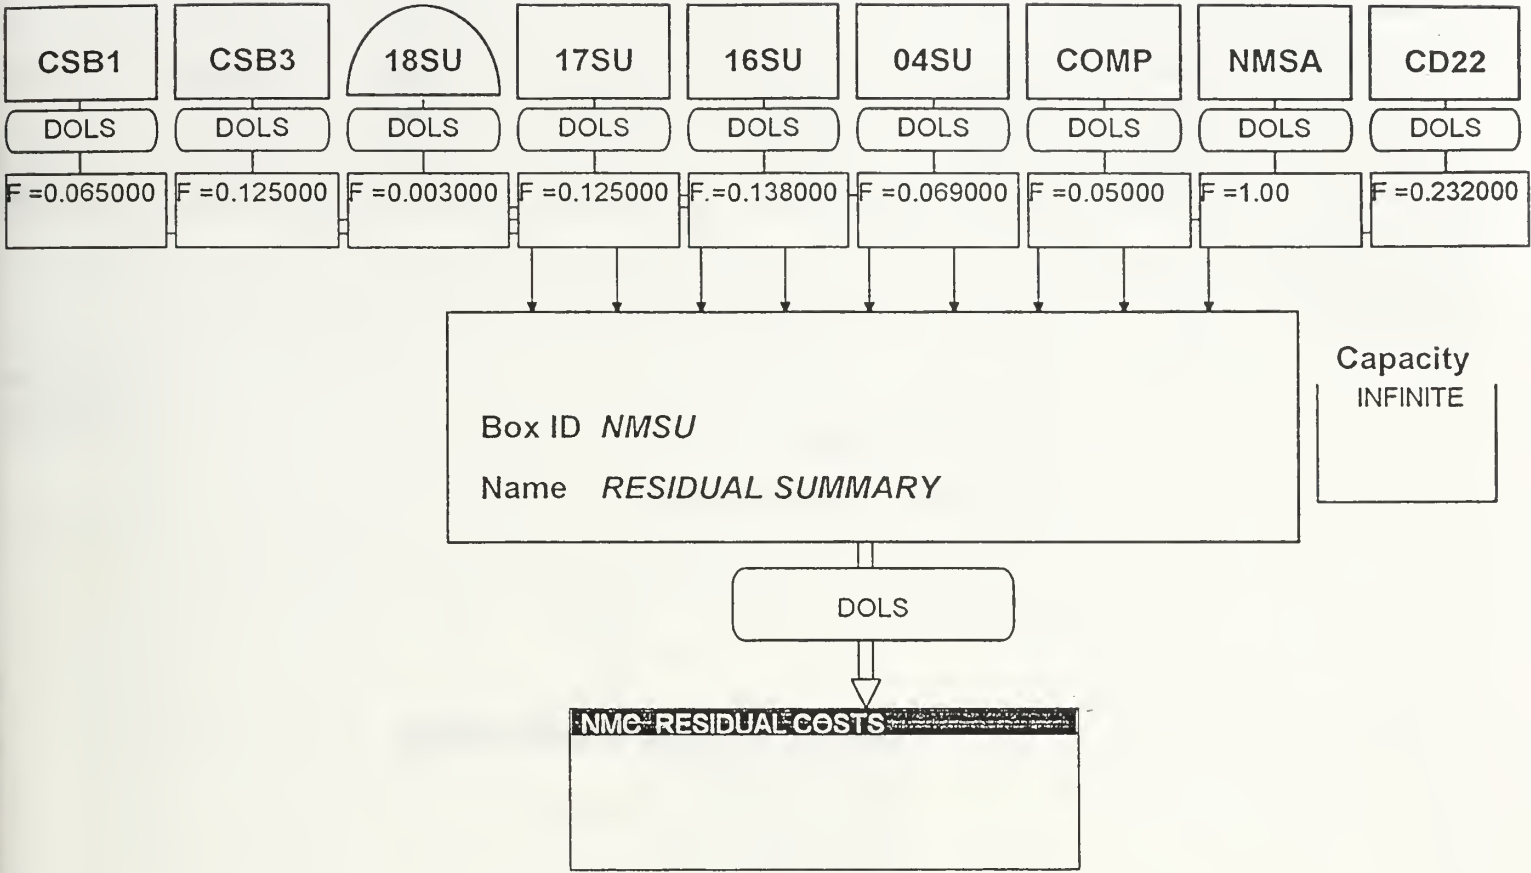 CSB1 CSB3 18SU 17SU 16SU 04SU COMP NMSA CD22
DOLS DOLS DOLS DOLS DOLS DOLS DOLS DOLS DOLS
F =0.065000 F =0.125000 F =0.003000 F =0.125000 F.=0.138000 F =0.069000 F =0.05000 F =1.00 F =0.232000
Capacity
INFINITE
Box ID NMSU
Name RESIDUAL SUMMARY
DOLS
NMC RESIDUAL COSTS